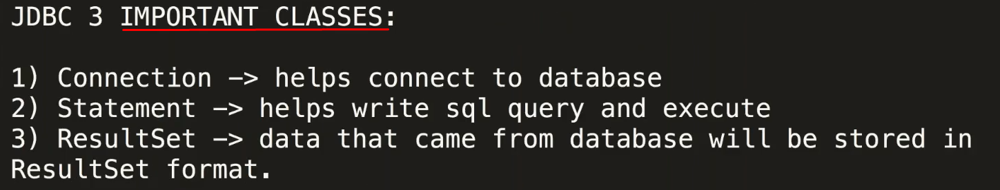 JDBC 3 IMPORTANT CLASSES:
1) Connection —> helps connect to database
2) Statement —> helps write sql query and execute
3) ResultSet —> data that came from database will be stored in
ResultSet format.